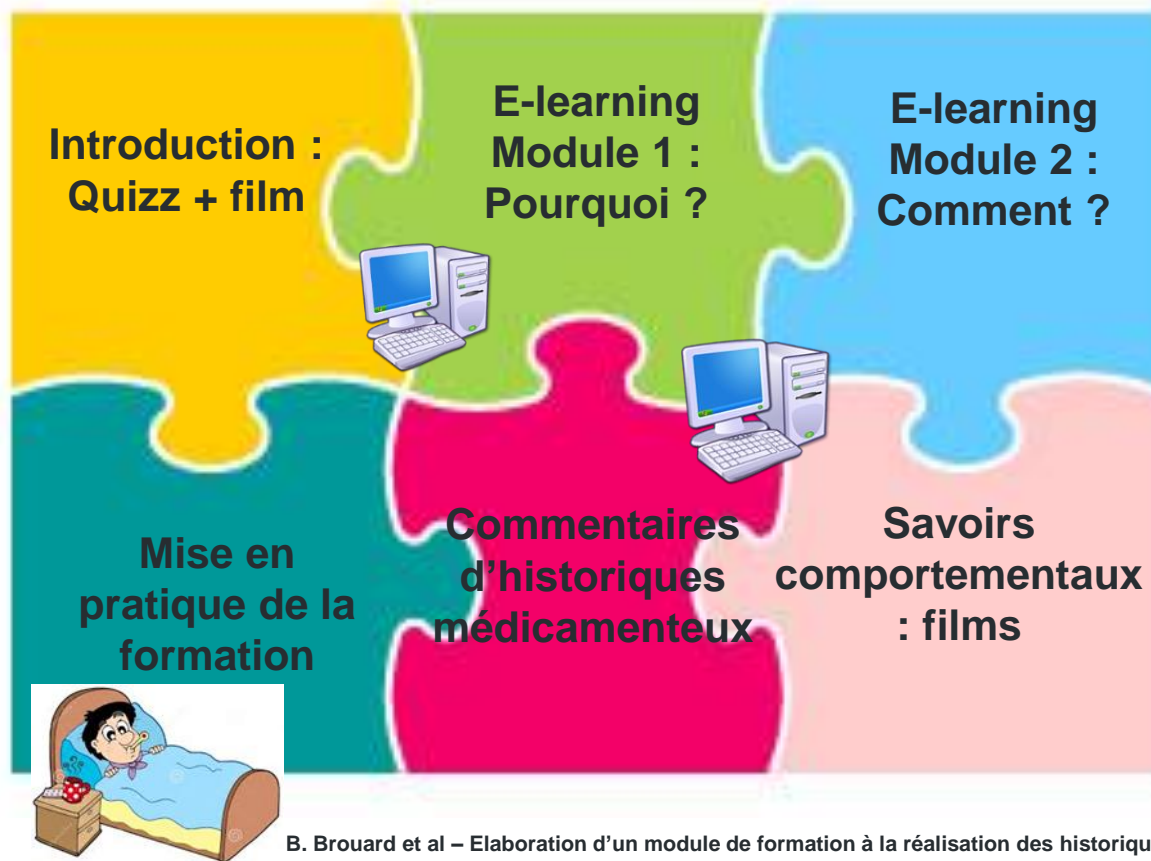 Introduction :
Quizz + film
E-learning
Module 1 :
Pourquoi ?
E-learning
Module 2 :
Comment ?
Mise en
pratique de la
formation
Commentaires
d’historiques
médicamenteux
Savoirs
comportementaux
: films
B. Brouard et al – Elaboration d’un module de formation à la réalisation des historiqu